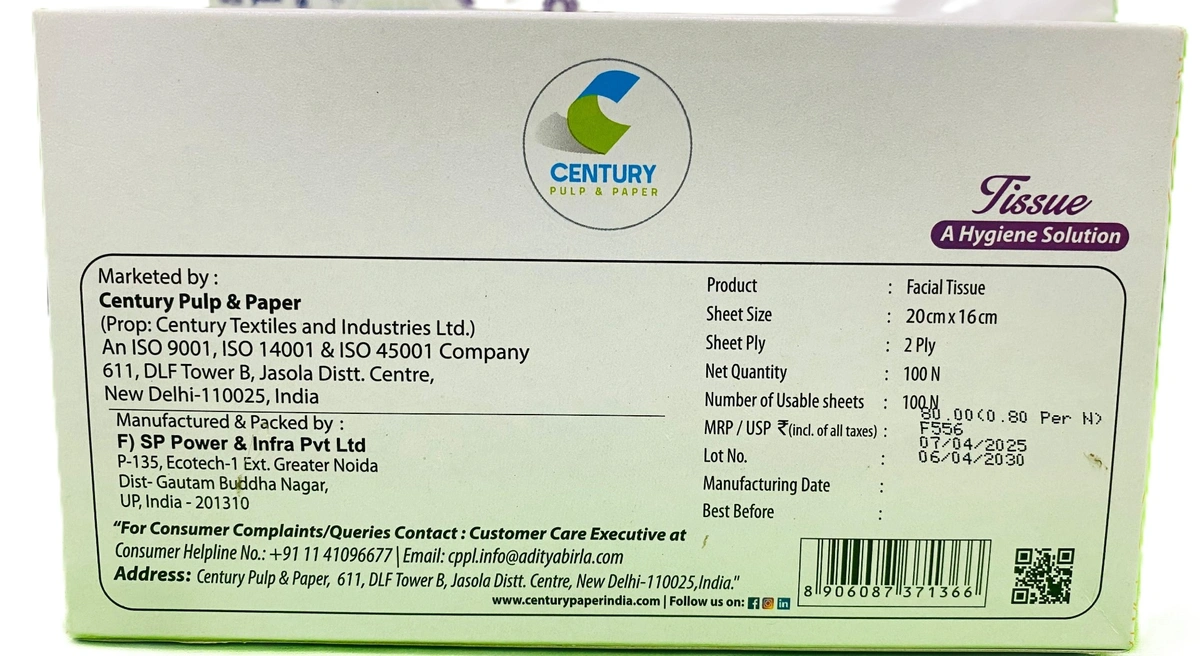 CENTURY
PULP & PAPER
Tissue
A Hygiene Solution
Marketed by :
Century Pulp & Paper
(Prop: Century Textiles and Industries Ltd.)
An ISO 9001, ISO 14001 & ISO 45001 Company
611, DLF Tower B, Jasola Distt. Centre,
New Delhi-110025, India
Manufactured & Packed by :
F) SP Power & Infra Pvt Ltd
P-135, Ecotech-1 Ext. Greater Noida
Dist- Gautam Buddha Nagar,
UP, India - 201310
Product : Facial Tissue
Sheet Size : 20 cm x 16 cm
Sheet Ply : 2 Ply
Net Quantity : 100 N
Number of Usable sheets : 100 N
80.00(0.80 Per N)
MRP / USP ₹(incl. of all taxes) :
F556
07/04/2025
Lot No. :
06/04/2030
Manufacturing Date :
Best Before :
"For Consumer Complaints/Queries Contact : Customer Care Executive at
Consumer Helpline No.: +91 11 41096677 | Email: cppl.info@adityabirla.com
Address: Century Pulp & Paper, 611, DLF Tower B, Jasola Distt. Centre, New Delhi-110025,India."
www.centurypaperindia.com | Follow us on:
8 906087 371366